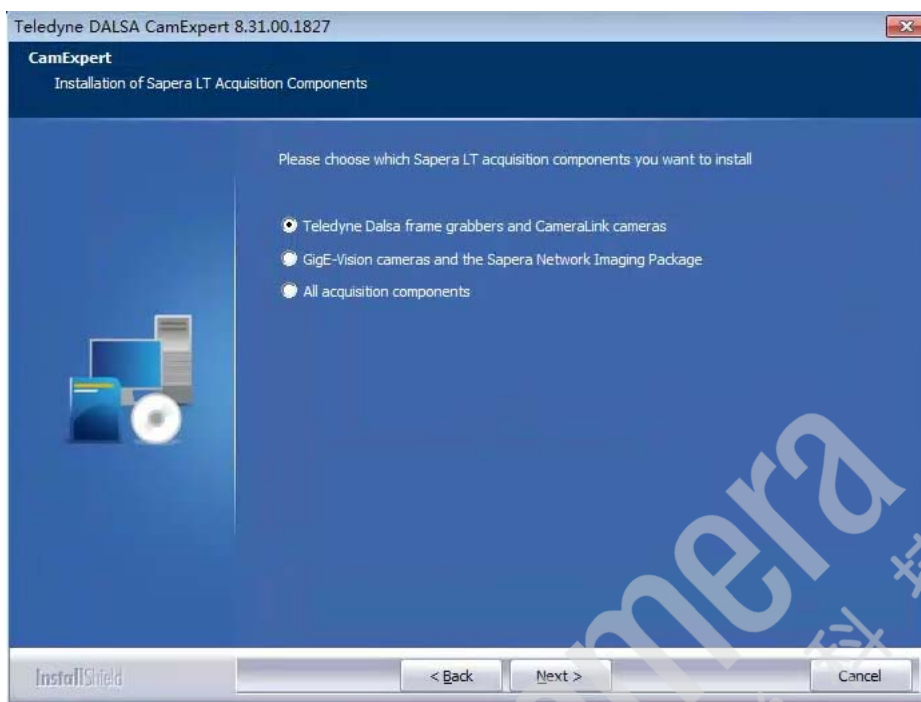 Teledyne DALSA CamExpert 8.31.00.1827
CamExpert
Installation of Sapera LT Acquisition Components
Please choose which Sapera LT acquisition components you want to install
Teledyne Dalsa frame grabbers and CameraLink cameras
GigE-Vision cameras and the Sapera Network Imaging Package
All acquisition components
InstallShield
< Back
Next >
Cancel